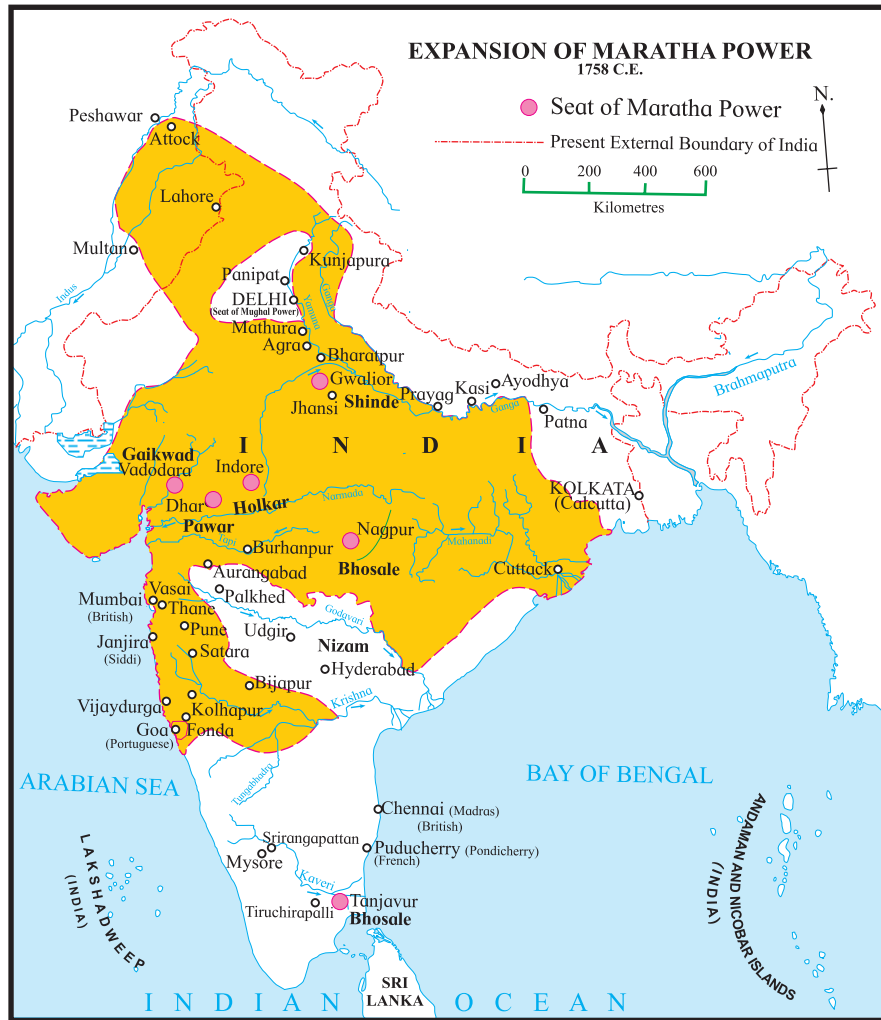 EXPANSION OF MARATHA POWER
1758 C.E.
Seat of Maratha Power
Present External Boundary of India
N.
0 200 400 600
Kilometres
Peshawar
Attock
Lahore
Multan
Indus
Kunjapura
Panipat
DELHI
(Seat of Mughal Power)
Yamuna
Ganga
Mathura
Agra
Bharatpur
Gwalior
Shinde
Jhansi
Prayag
Kasi
Ayodhya
Ganga
Patna
Brahmaputra
I N D I A
KOLKATA
(Calcutta)
Gaikwad
Vadodara
Indore
Holkar
Dhar
Pawar
Narmada
Tapi
Burhanpur
Nagpur
Bhosale
Mahanadi
Cuttack
Aurangabad
Palkhed
Vasai
Thane
Mumbai
(British)
Pune
Janjira
(Siddi)
Satara
Udgir
Godavari
Nizam
Hyderabad
Bijapur
Krishna
Vijaydurga
Kolhapur
Goa
(Portuguese)
Fonda
Tungabhadra
ARABIAN SEA
BAY OF BENGAL
Chennai (Madras)
(British)
Srirangapattan
Mysore
Puducherry (Pondicherry)
(French)
Kaveri
Tiruchirapalli
Tanjavur
Bhosale
LAKSHADWEEP
(INDIA)
ANDAMAN AND NICOBAR ISLANDS
(INDIA)
SRI
LANKA
INDIAN OCEAN